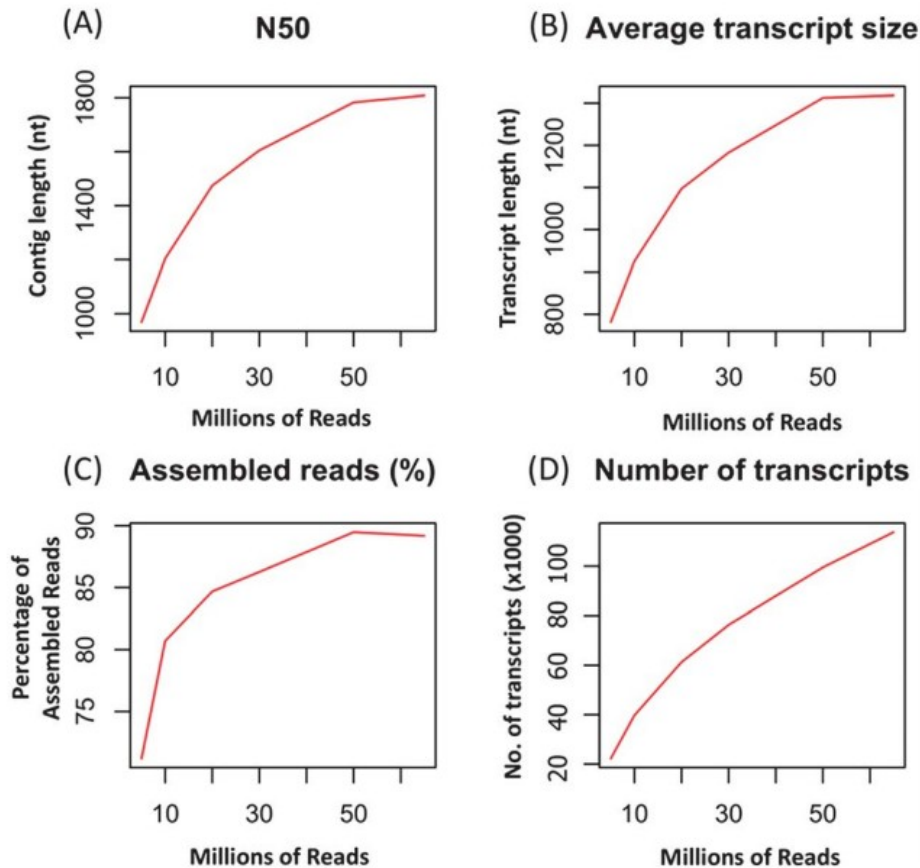 (A) N50
Contig length (nt)
1000 1400 1800
10 30 50
Millions of Reads
(B) Average transcript size
Transcript length (nt)
800 1000 1200
10 30 50
Millions of Reads
(C) Assembled reads (%)
Percentage of
Assembled Reads
75 80 85 90
10 30 50
Millions of Reads
(D) Number of transcripts
No. of transcripts (x1000)
20 40 60 80 100
10 30 50
Millions of Reads